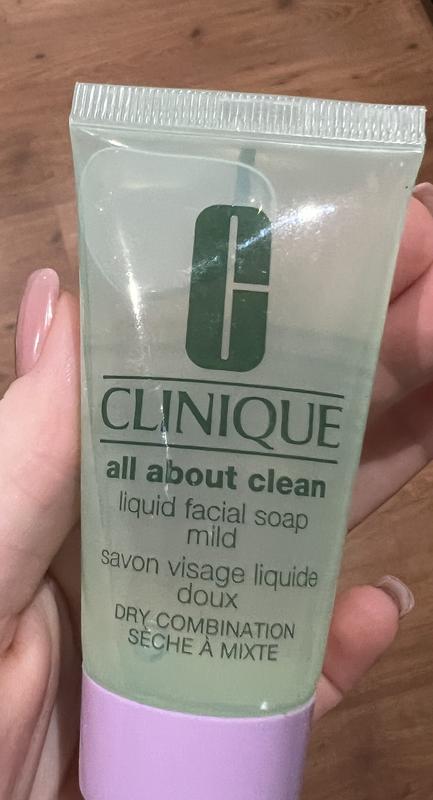 C
CLINIQUE
all about clean
liquid facial soap
mild
savon visage liquide
doux
DRY COMBINATION
SÈCHE À MIXTE